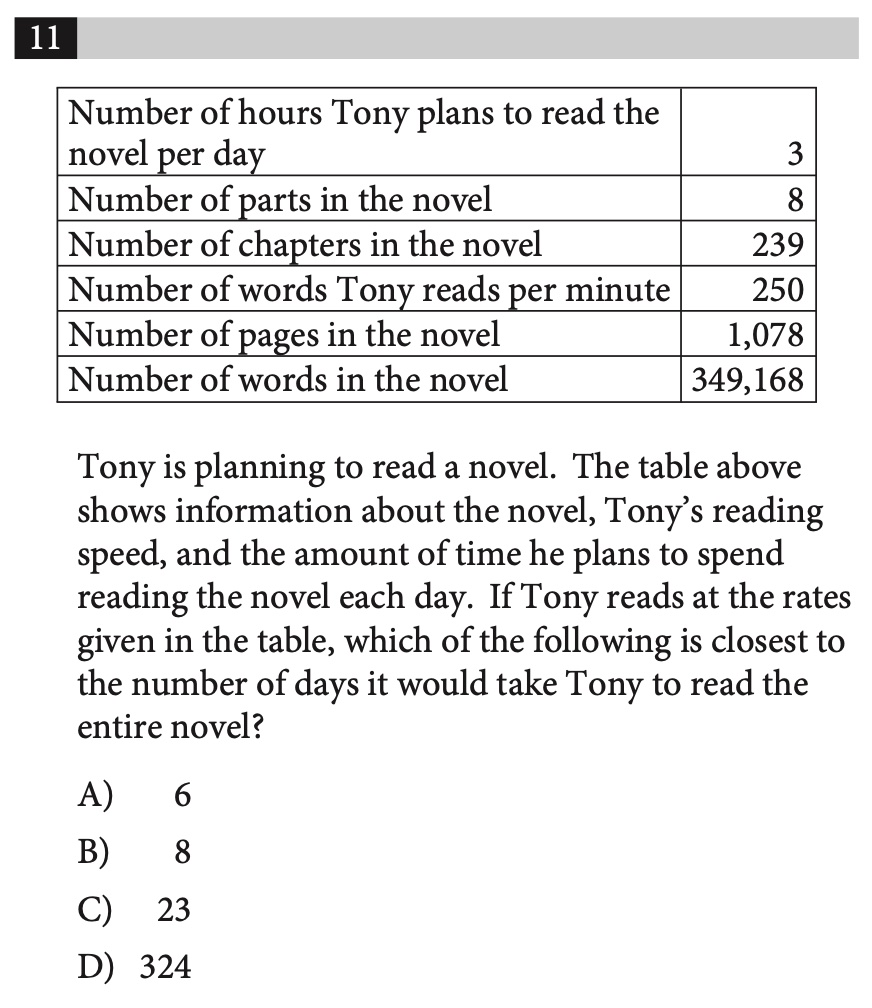 11
Number of hours Tony plans to read the
novel per day 3
Number of parts in the novel 8
Number of chapters in the novel 239
Number of words Tony reads per minute 250
Number of pages in the novel 1,078
Number of words in the novel 349,168
Tony is planning to read a novel. The table above
shows information about the novel, Tony’s reading
speed, and the amount of time he plans to spend
reading the novel each day. If Tony reads at the rates
given in the table, which of the following is closest to
the number of days it would take Tony to read the
entire novel?
A) 6
B) 8
C) 23
D) 324